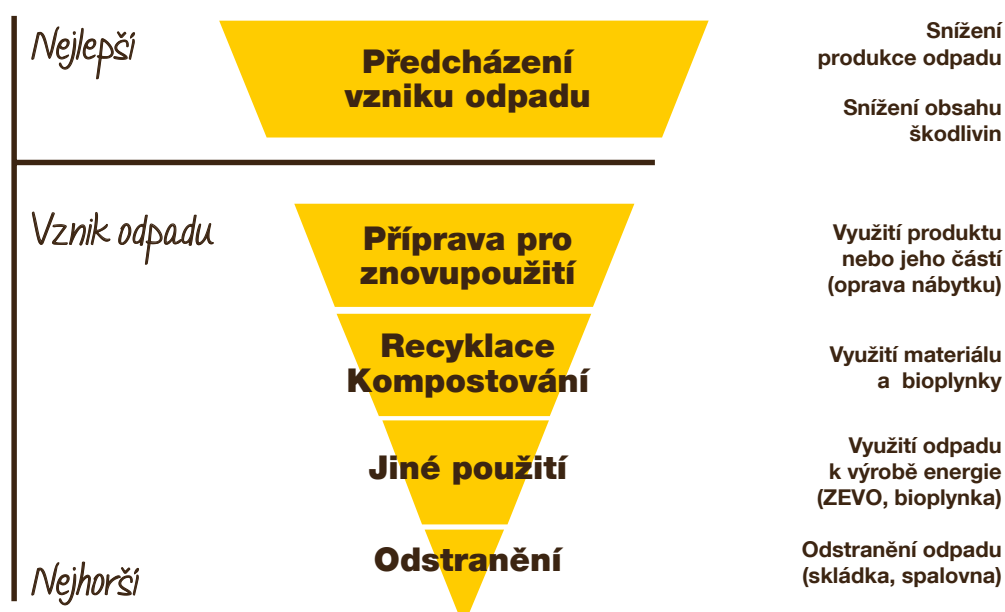 Nejlepší
Předcházení
vzniku odpadu
Snížení
produkce odpadu
Snížení obsahu
škodlivin
Vznik odpadu
Příprava pro
znovupoužití
Využití produktu
nebo jeho částí
(oprava nábytku)
Recyklace
Kompostování
Využití materiálu
a bioplynky
Jiné použití
Využití odpadu
k výrobě energie
(ZEVO, bioplynka)
Odstranění
Odstranění odpadu
(skládka, spalovna)
Nejhorší